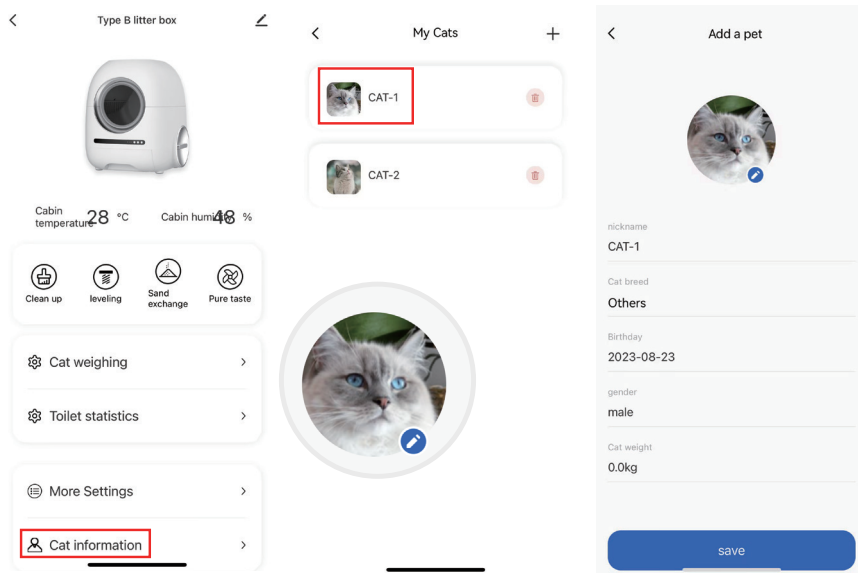 Type B litter box
Cabin temperature 28 °C
Cabin humidity 48 %
Clean up
leveling
Sand exchange
Pure taste
Cat weighing
Toilet statistics
More Settings
Cat information
My Cats
CAT-1
CAT-2
Add a pet
nickname
CAT-1
Cat breed
Others
Birthday
2023-08-23
gender
male
Cat weight
0.0kg
save